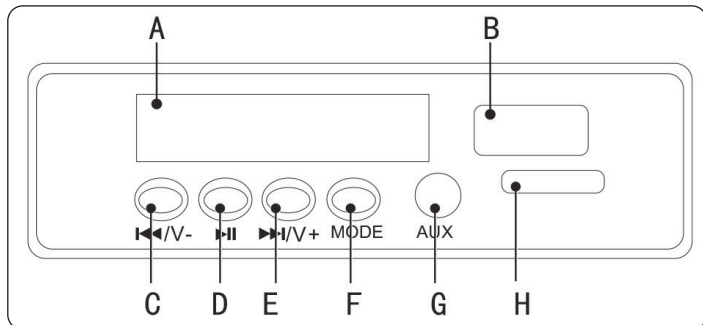 A B
⏮/V- ⏯ ⏭/V+ MODE AUX
C D E F G H